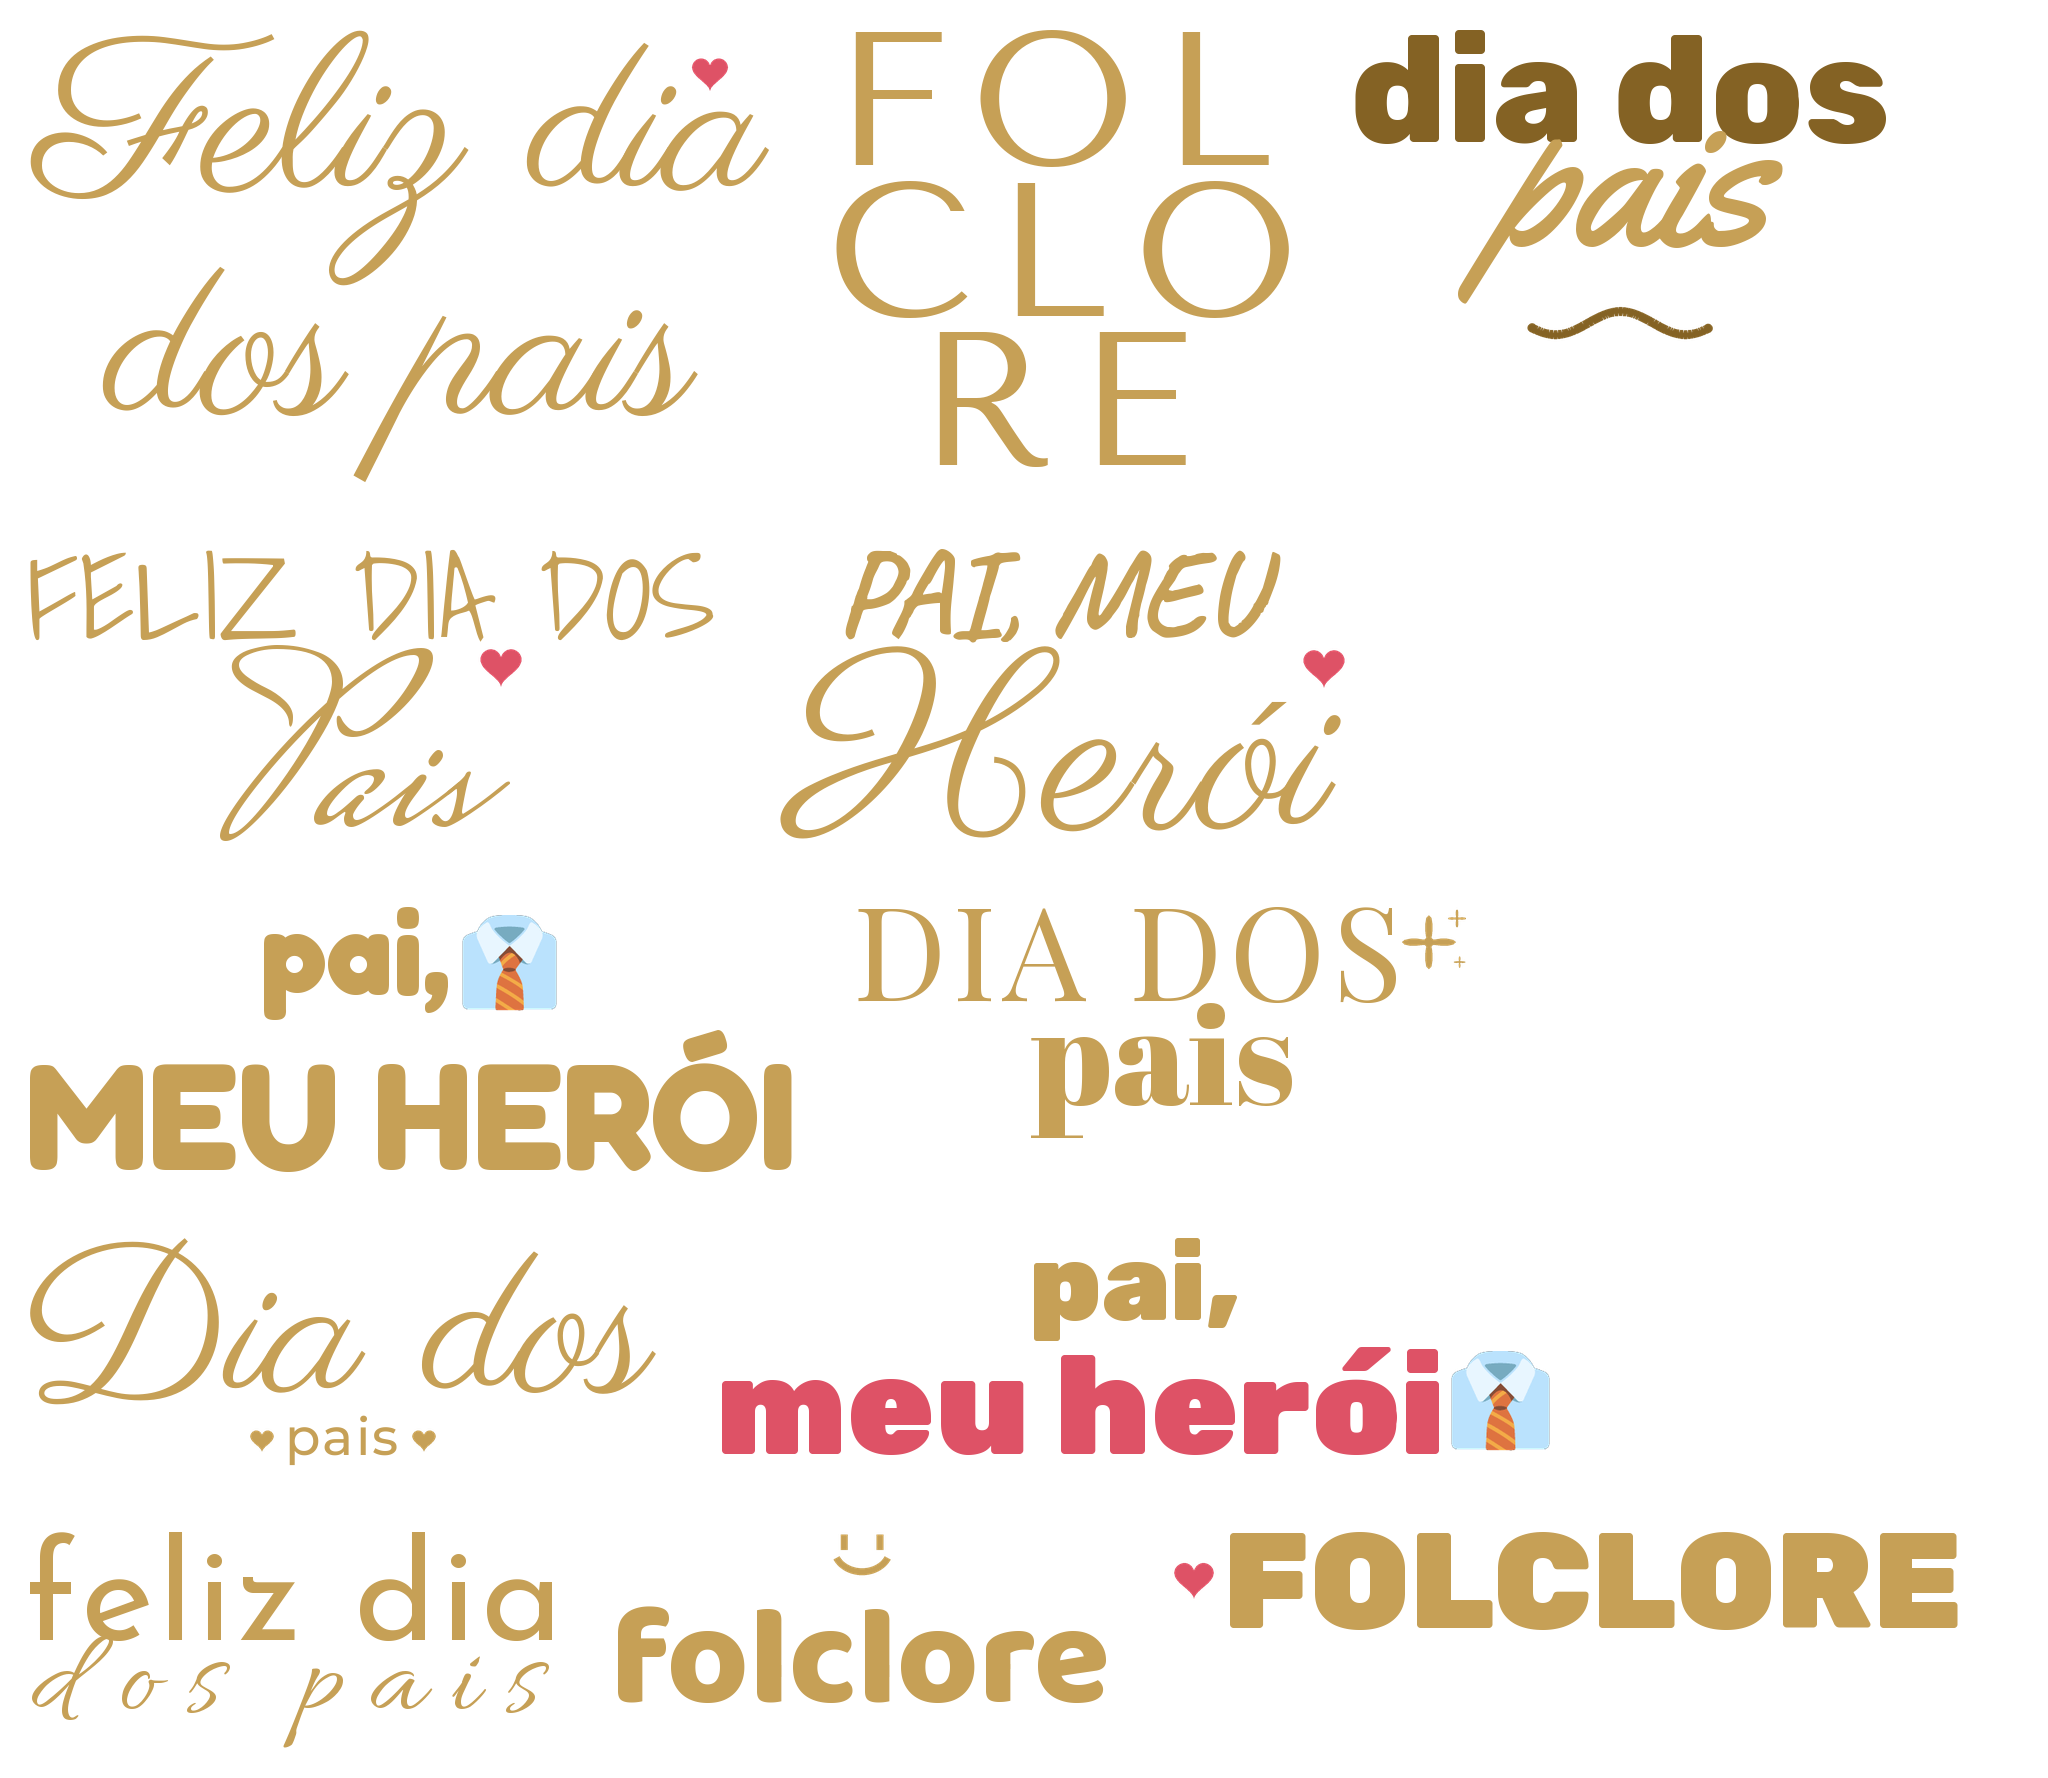 Feliz dia
dos pais
FOL
CLO
RE
dia dos
pais
FELIZ DIA DOS
Pai
PAI, MEU
Herói
pai,
MEU HERÓI
DIA DOS
pais
Dia dos
pais
pai,
meu herói
feliz dia
dos pais
folclore
FOLCLORE